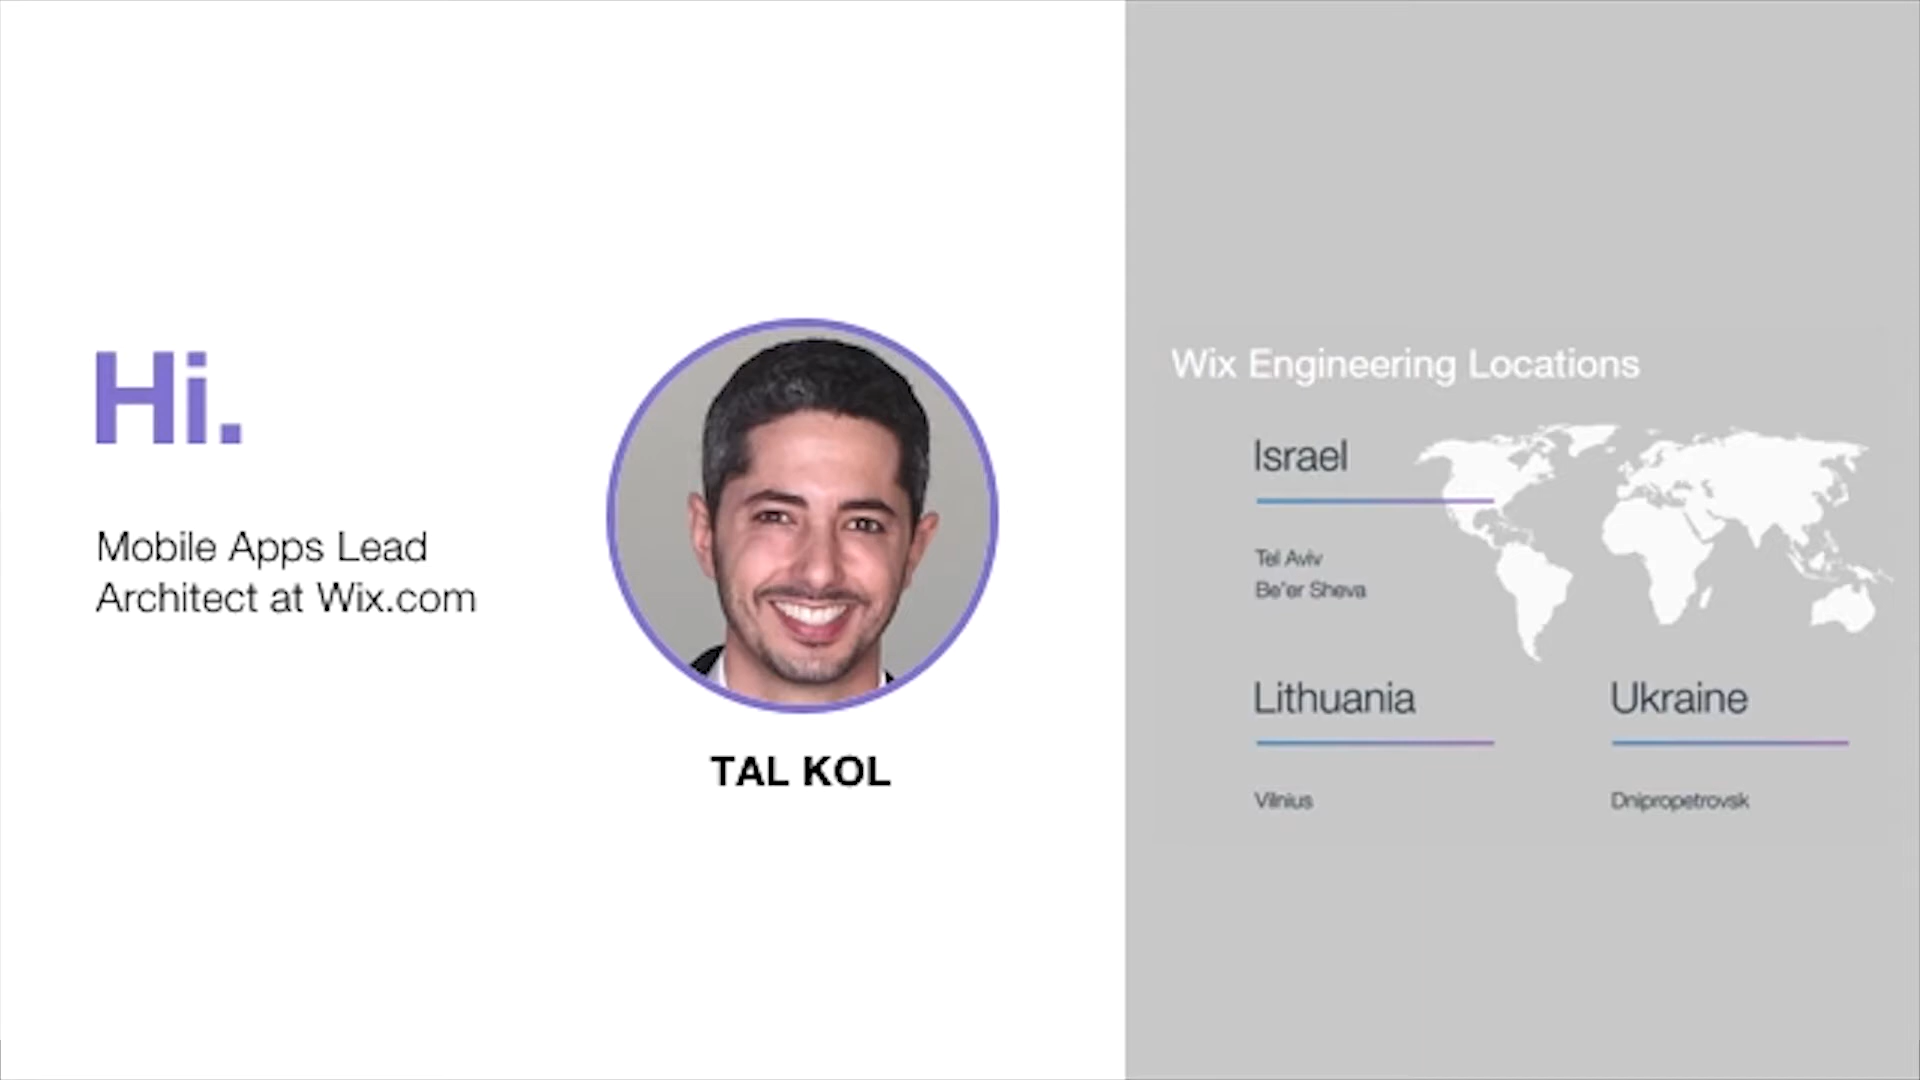 Hi.
Mobile Apps Lead
Architect at Wix.com
TAL KOL
Wix Engineering Locations
Israel
Tel Aviv
Be'er Sheva
Lithuania
Vilnius
Ukraine
Dnipropetrovsk